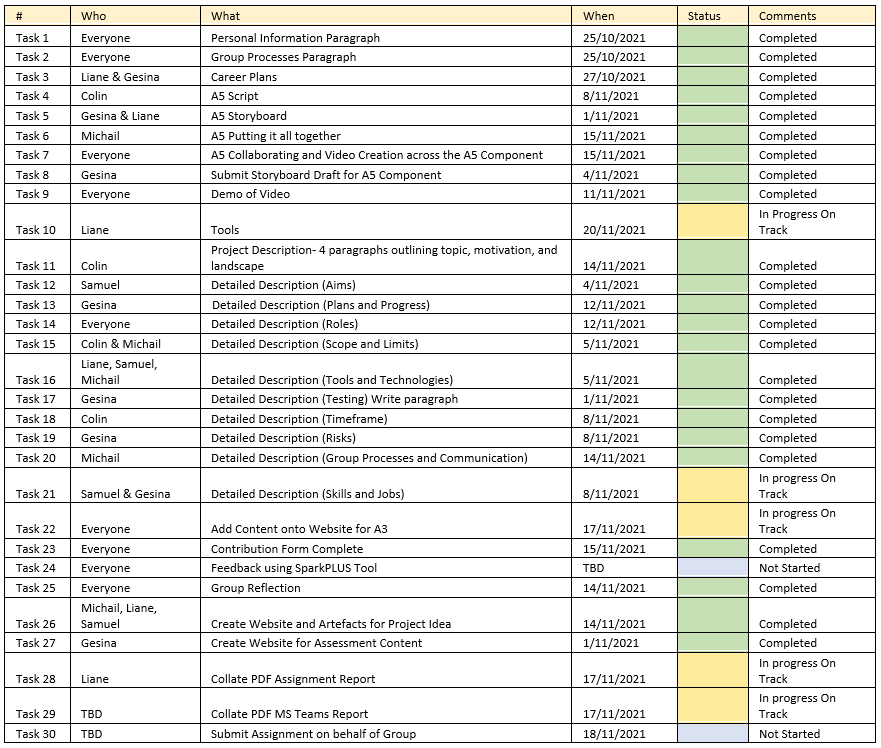 # Who What When Status Comments
Task 1 Everyone Personal Information Paragraph 25/10/2021 Completed
Task 2 Everyone Group Processes Paragraph 25/10/2021 Completed
Task 3 Liane & Gesina Career Plans 27/10/2021 Completed
Task 4 Colin A5 Script 8/11/2021 Completed
Task 5 Gesina & Liane A5 Storyboard 1/11/2021 Completed
Task 6 Michail A5 Putting it all together 15/11/2021 Completed
Task 7 Everyone A5 Collaborating and Video Creation across the A5 Component 15/11/2021 Completed
Task 8 Gesina Submit Storyboard Draft for A5 Component 4/11/2021 Completed
Task 9 Everyone Demo of Video 11/11/2021 Completed
In Progress On
Task 10 Liane Tools 20/11/2021 Track
Project Description- 4 paragraphs outlining topic, motivation, and
Task 11 Colin landscape 14/11/2021 Completed
Task 12 Samuel Detailed Description (Aims) 4/11/2021 Completed
Task 13 Gesina Detailed Description (Plans and Progress) 12/11/2021 Completed
Task 14 Everyone Detailed Description (Roles) 12/11/2021 Completed
Task 15 Colin & Michail Detailed Description (Scope and Limits) 5/11/2021 Completed
Liane, Samuel,
Task 16 Michail Detailed Description (Tools and Technologies) 5/11/2021 Completed
Task 17 Gesina Detailed Description (Testing) Write paragraph 1/11/2021 Completed
Task 18 Colin Detailed Description (Timeframe) 8/11/2021 Completed
Task 19 Gesina Detailed Description (Risks) 8/11/2021 Completed
Task 20 Michail Detailed Description (Group Processes and Communication) 14/11/2021 Completed
In progress On
Task 21 Samuel & Gesina Detailed Description (Skills and Jobs) 8/11/2021 Track
In progress On
Task 22 Everyone Add Content onto Website for A3 17/11/2021 Track
Task 23 Everyone Contribution Form Complete 15/11/2021 Completed
Task 24 Everyone Feedback using SparkPLUS Tool TBD Not Started
Task 25 Everyone Group Reflection 14/11/2021 Completed
Michail, Liane,
Task 26 Samuel Create Website and Artefacts for Project Idea 14/11/2021 Completed
Task 27 Gesina Create Website for Assessment Content 1/11/2021 Completed
In progress On
Task 28 Liane Collate PDF Assignment Report 17/11/2021 Track
In progress On
Task 29 TBD Collate PDF MS Teams Report 17/11/2021 Track
Task 30 TBD Submit Assignment on behalf of Group 18/11/2021 Not Started